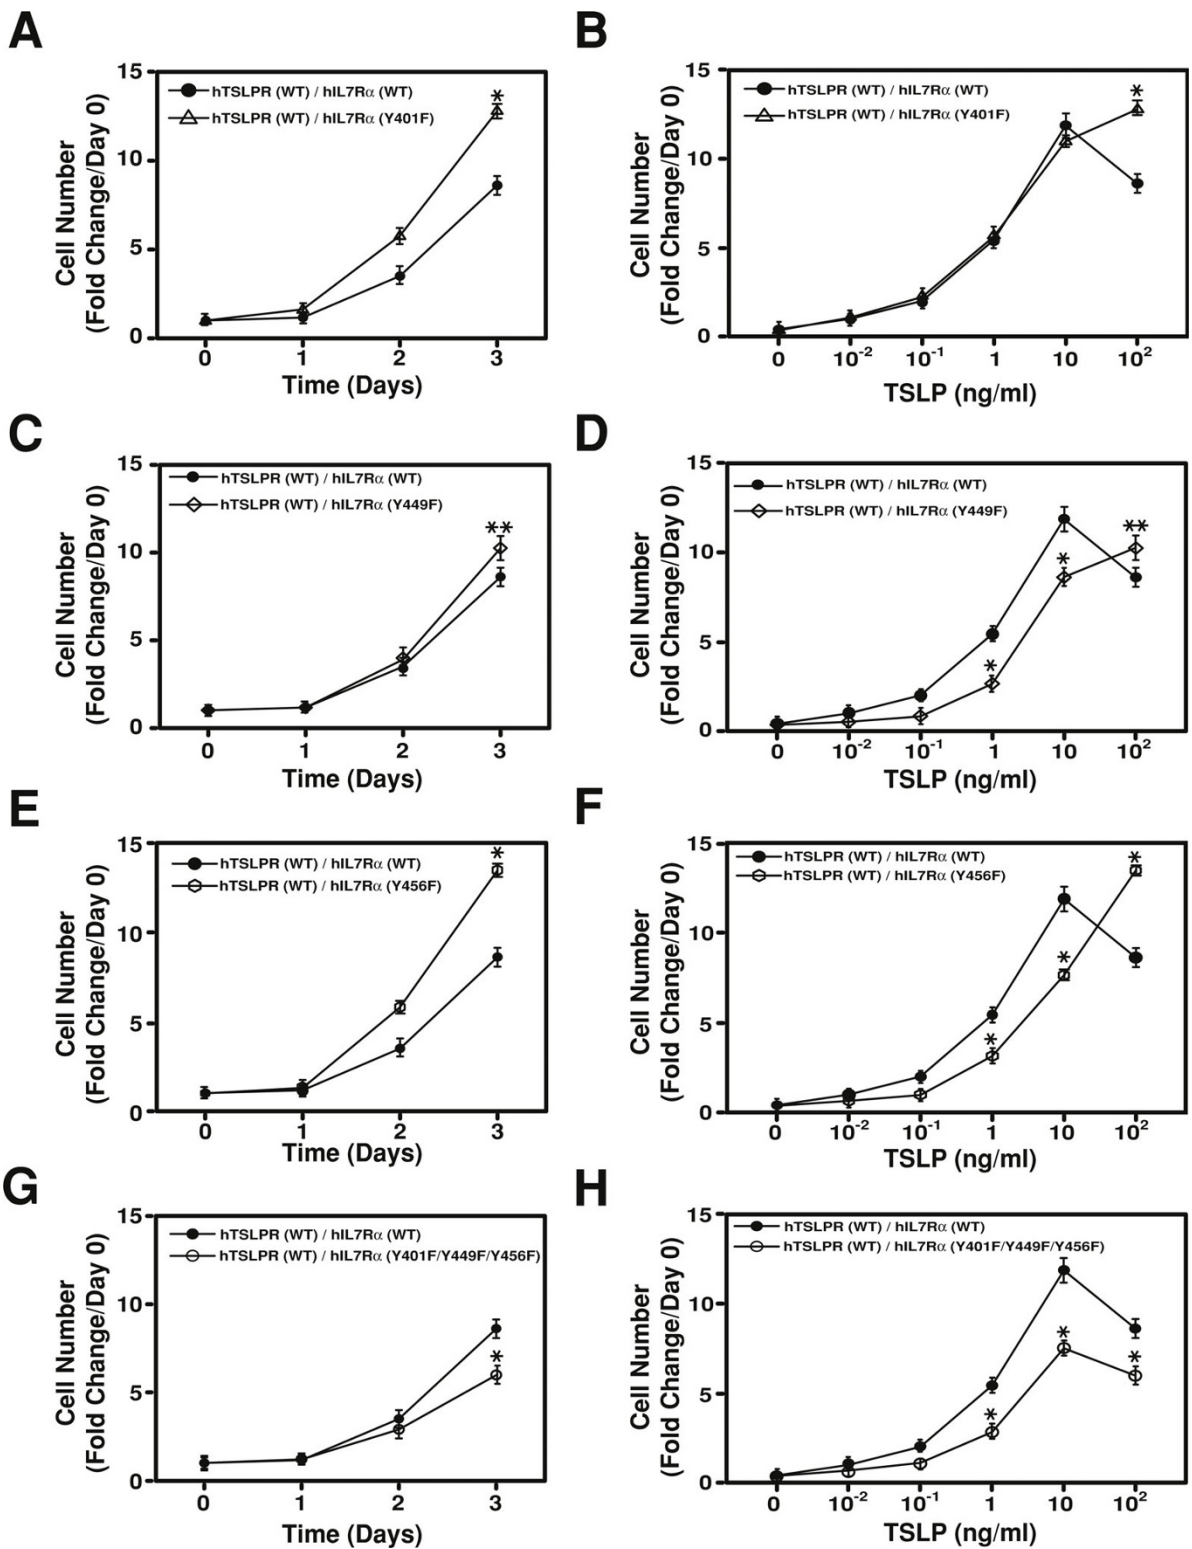 A
Cell Number
(Fold Change/Day 0)
15
10
5
0
hTSLPR (WT) / hIL7Rα (WT)
hTSLPR (WT) / hIL7Rα (Y401F)
*
0 1 2 3
Time (Days)
B
Cell Number
(Fold Change/Day 0)
15
10
5
0
hTSLPR (WT) / hIL7Rα (WT)
hTSLPR (WT) / hIL7Rα (Y401F)
*
0 10⁻² 10⁻¹ 1 10 10²
TSLP (ng/ml)
C
Cell Number
(Fold Change/Day 0)
15
10
5
0
hTSLPR (WT) / hIL7Rα (WT)
hTSLPR (WT) / hIL7Rα (Y449F)
**
0 1 2 3
Time (Days)
D
Cell Number
(Fold Change/Day 0)
15
10
5
0
hTSLPR (WT) / hIL7Rα (WT)
hTSLPR (WT) / hIL7Rα (Y449F)
**
*
*
0 10⁻² 10⁻¹ 1 10 10²
TSLP (ng/ml)
E
Cell Number
(Fold Change/Day 0)
15
10
5
0
hTSLPR (WT) / hIL7Rα (WT)
hTSLPR (WT) / hIL7Rα (Y456F)
*
0 1 2 3
Time (Days)
F
Cell Number
(Fold Change/Day 0)
15
10
5
0
hTSLPR (WT) / hIL7Rα (WT)
hTSLPR (WT) / hIL7Rα (Y456F)
*
*
*
0 10⁻² 10⁻¹ 1 10 10²
TSLP (ng/ml)
G
Cell Number
(Fold Change/Day 0)
15
10
5
0
hTSLPR (WT) / hIL7Rα (WT)
hTSLPR (WT) / hIL7Rα (Y401F/Y449F/Y456F)
*
0 1 2 3
Time (Days)
H
Cell Number
(Fold Change/Day 0)
15
10
5
0
hTSLPR (WT) / hIL7Rα (WT)
hTSLPR (WT) / hIL7Rα (Y401F/Y449F/Y456F)
*
*
*
0 10⁻² 10⁻¹ 1 10 10²
TSLP (ng/ml)